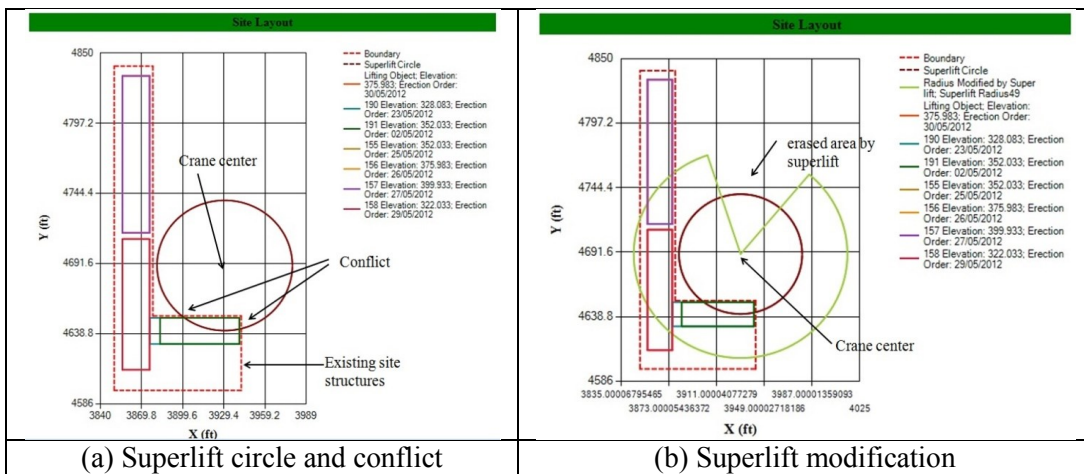 Site Layout
4850
4797.2
4744.4
4691.6
4638.8
4586
Y (ft)
3840
3869.8
3899.6
3929.4
3959.2
3989
X (ft)
Crane center
Conflict
Existing site
structures
Boundary
Superlift Circle
Lifting Object; Elevation:
375.983; Erection Order:
30/05/2012
190 Elevation: 328.083; Erection
Order: 23/05/2012
191 Elevation: 352.033; Erection
Order: 02/05/2012
155 Elevation: 352.033; Erection
Order: 25/05/2012
156 Elevation: 375.983; Erection
Order: 26/05/2012
157 Elevation: 399.933; Erection
Order: 27/05/2012
158 Elevation: 322.033; Erection
Order: 29/05/2012
(a) Superlift circle and conflict
Site Layout
4850
4797.2
4744.4
4691.6
4638.8
4586
Y (ft)
3835.00006795465
3911.00004077279
3987.00001359093
3873.00005436372
3949.00002718186
4025
X (ft)
erased area by
superlift
Crane center
Boundary
Superlift Circle
Radius Modified by Super
lift; Superlift Radius49
Lifting Object; Elevation:
375.983; Erection Order:
30/05/2012
190 Elevation: 328.083; Erection
Order: 23/05/2012
191 Elevation: 352.033; Erection
Order: 02/05/2012
155 Elevation: 352.033; Erection
Order: 25/05/2012
156 Elevation: 375.983; Erection
Order: 26/05/2012
157 Elevation: 399.933; Erection
Order: 27/05/2012
158 Elevation: 322.033; Erection
Order: 29/05/2012
(b) Superlift modification